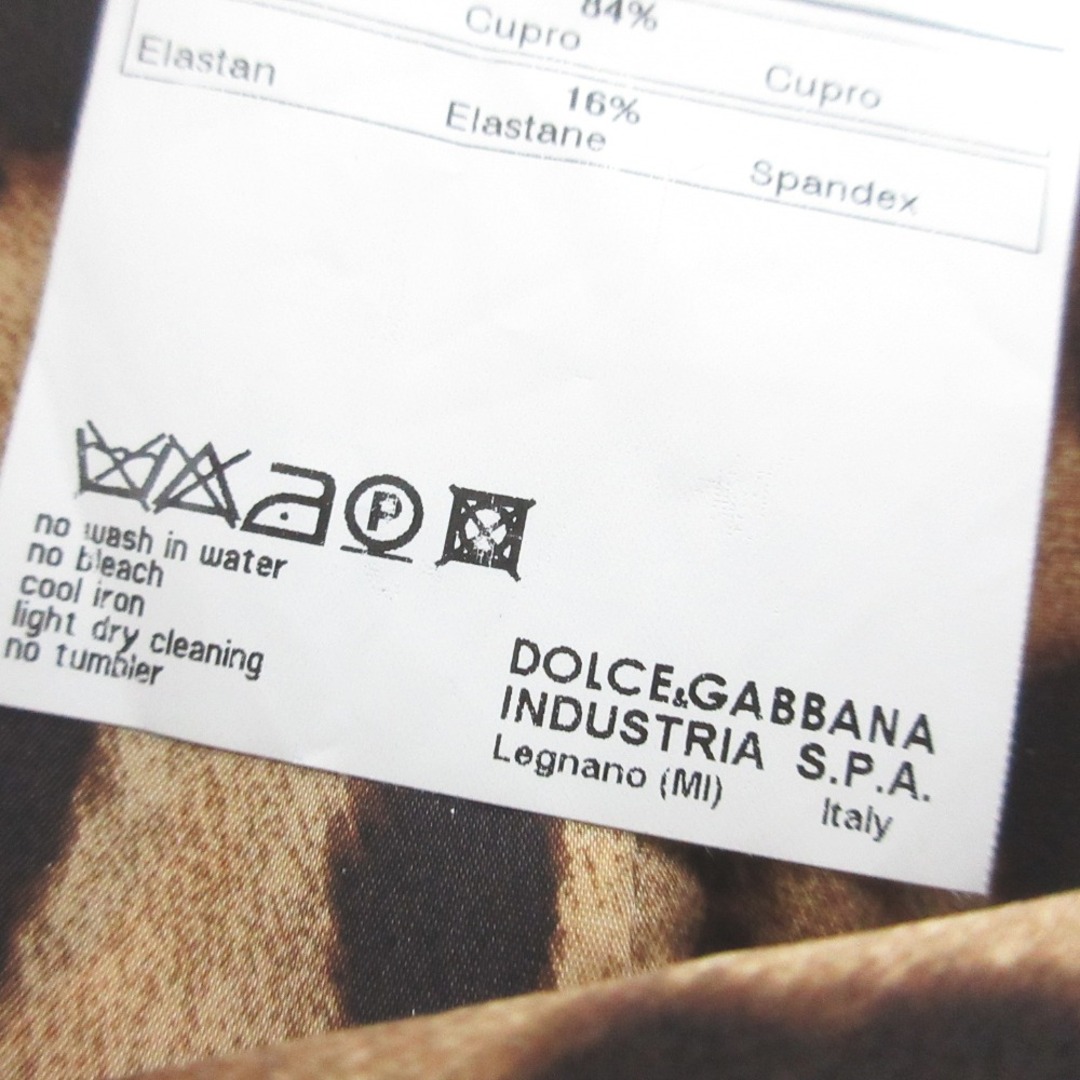 84%
Cupro Cupro
Elastan 16%
Elastane Spandex
P
no wash in water
no bleach
cool iron
light dry cleaning
no tumbler
DOLCE&GABBANA
INDUSTRIA S.P.A.
Legnano (MI) Italy